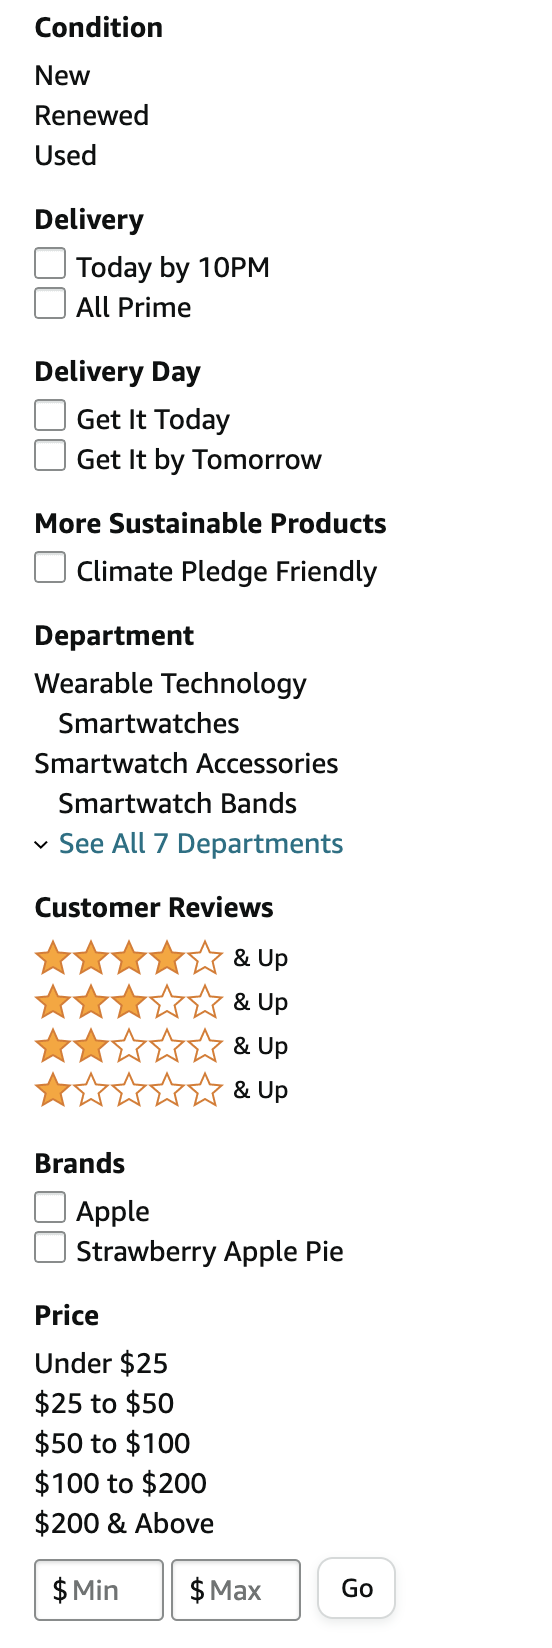 Condition
New
Renewed
Used
Delivery
Today by 10PM
All Prime
Delivery Day
Get It Today
Get It by Tomorrow
More Sustainable Products
Climate Pledge Friendly
Department
Wearable Technology
Smartwatches
Smartwatch Accessories
Smartwatch Bands
See All 7 Departments
Customer Reviews
& Up
& Up
& Up
& Up
Brands
Apple
Strawberry Apple Pie
Price
Under $25
$25 to $50
$50 to $100
$100 to $200
$200 & Above
$ Min $ Max Go